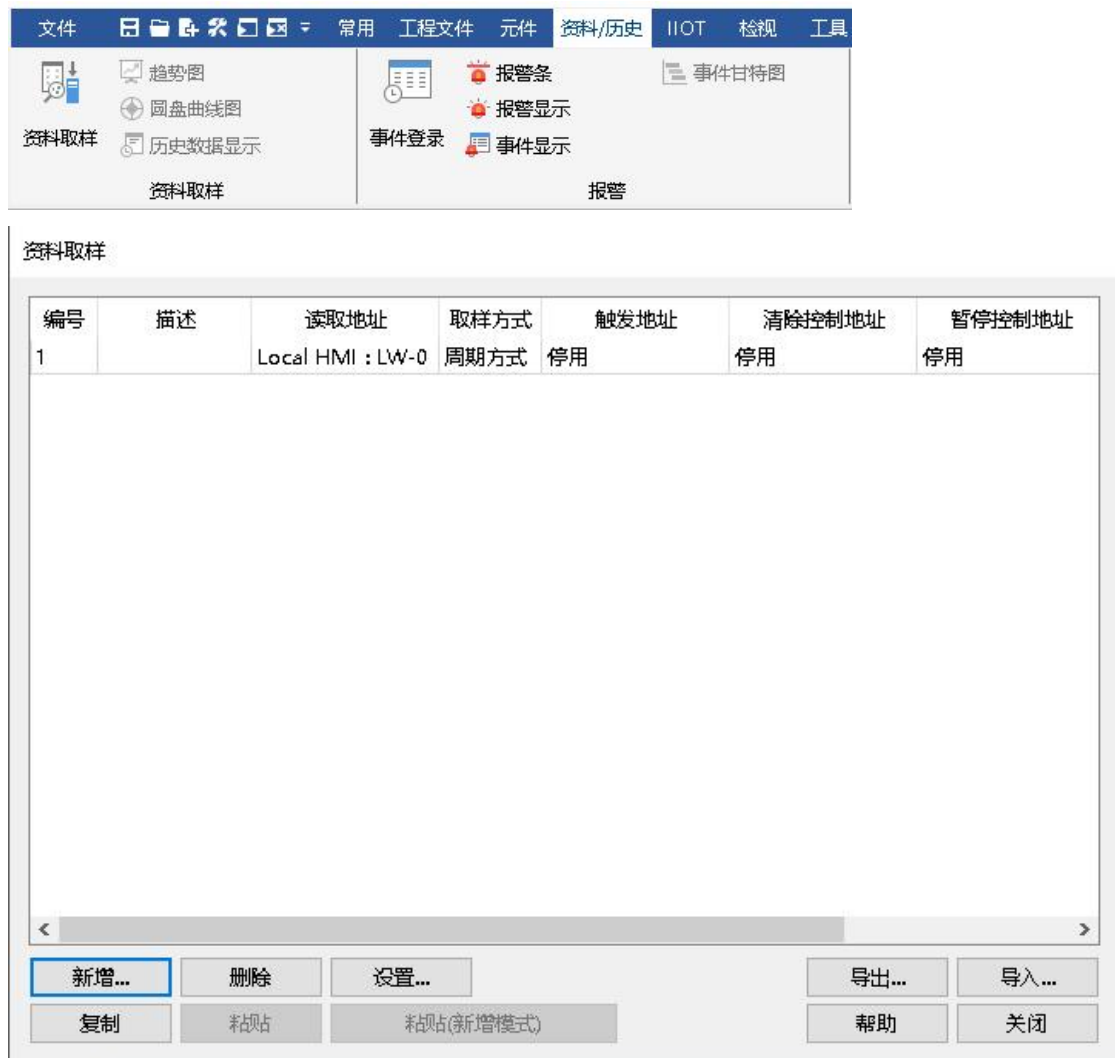 文件 常用 工程文件 元件 资料/历史 IIOT 检视 工具
趋势图 报警条 事件甘特图
圆盘曲线图 报警显示
资料取样 历史数据显示 事件登录 事件显示
资料取样 报警
资料取样
编号 描述 读取地址 取样方式 触发地址 清除控制地址 暂停控制地址
1 Local HMI : LW-0 周期方式 停用 停用 停用
新增... 删除 设置... 导出... 导入...
复制 粘贴 粘贴(新增模式) 帮助 关闭